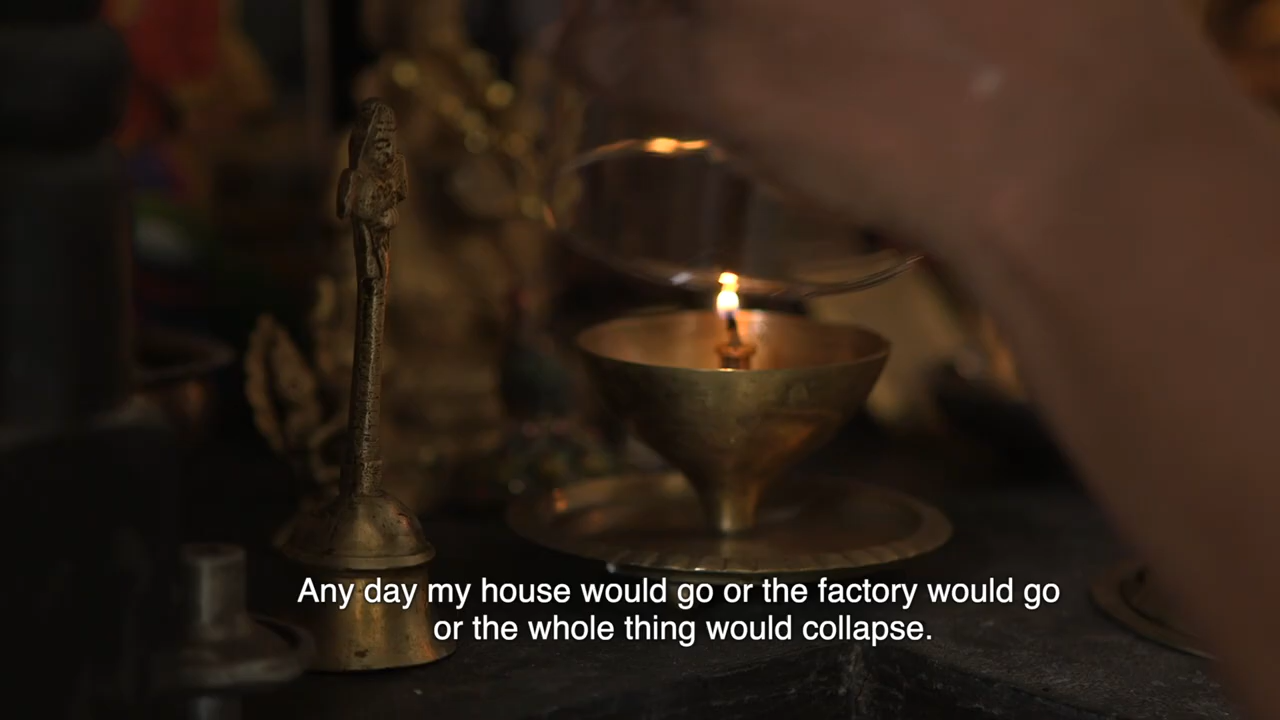 Any day my house would go or the factory would go
or the whole thing would collapse.